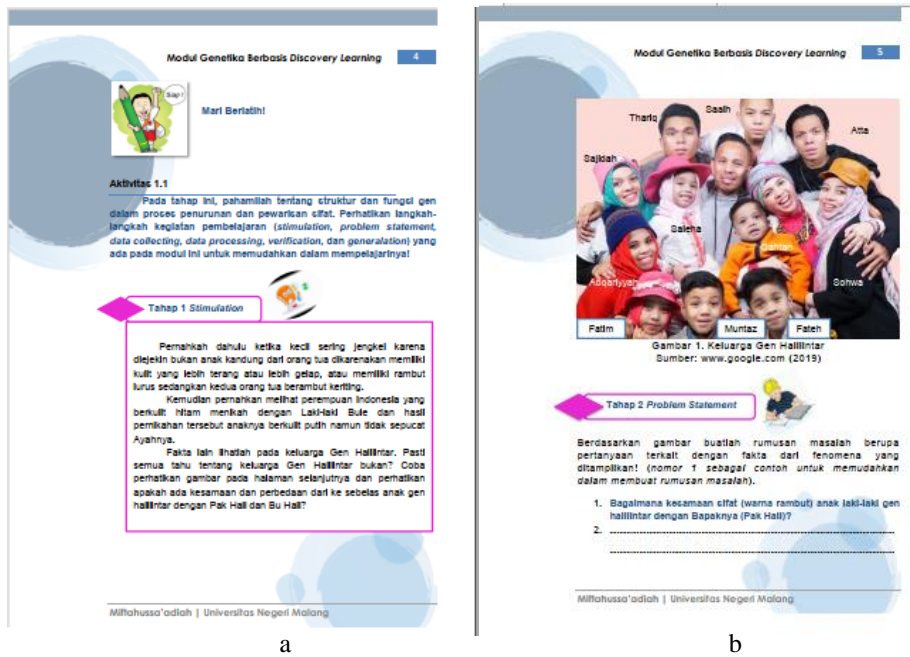 Modul Genetika Berbasis Discovery Learning 4
Siap !
Mari Berlatih!
Aktivitas 1.1
Pada tahap ini, pahamilah tentang struktur dan fungsi gen
dalam proses penurunan dan pewarisan sifat. Perhatikan langkah-
langkah kegiatan pembelajaran (stimulation, problem statement,
data collecting, data processing, verification, dan generalation) yang
ada pada modul ini untuk memudahkan dalam mempelajarinya!
Tahap 1 Stimulation
Pernahkah dahulu ketika kecil sering jengkel karena
diejekin bukan anak kandung dari orang tua dikarenakan memiliki
kulit yang lebih terang atau lebih gelap, atau memiliki rambut
lurus sedangkan kedua orang tua berambut keriting.
Kemudian pernahkan melihat perempuan Indonesia yang
berkulit hitam menikah dengan Laki-laki Bule dan hasil
pernikahan tersebut anaknya berkulit putih namun tidak sepucat
Ayahnya.
Fakta lain lihatlah pada keluarga Gen Halilintar. Pasti
semua tahu tentang keluarga Gen Halilintar bukan? Coba
perhatikan gambar pada halaman selanjutnya dan perhatikan
apakah ada kesamaan dan perbedaan dari ke sebelas anak gen
halilintar dengan Pak Hali dan Bu Hali?
Miftahussa'adiah | Universitas Negeri Malang
a
Modul Genetika Berbasis Discovery Learning 5
Thariq
Saaih
Atta
Sajidah
Saleha
Qahtan
Abqariyyah
Sohwa
Fatim
Muntaz
Fateh
Gambar 1. Keluarga Gen Halilintar
Sumber: www.google.com (2019)
Tahap 2 Problem Statement
Berdasarkan gambar buatlah rumusan masalah berupa
pertanyaan terkait dengan fakta dari fenomena yang
ditampilkan! (nomor 1 sebagai contoh untuk memudahkan
dalam membuat rumusan masalah).
1. Bagaimana kesamaan sifat (warna rambut) anak laki-laki gen
halilintar dengan Bapaknya (Pak Hali)?
2.
Miftahussa'adiah | Universitas Negeri Malang
b